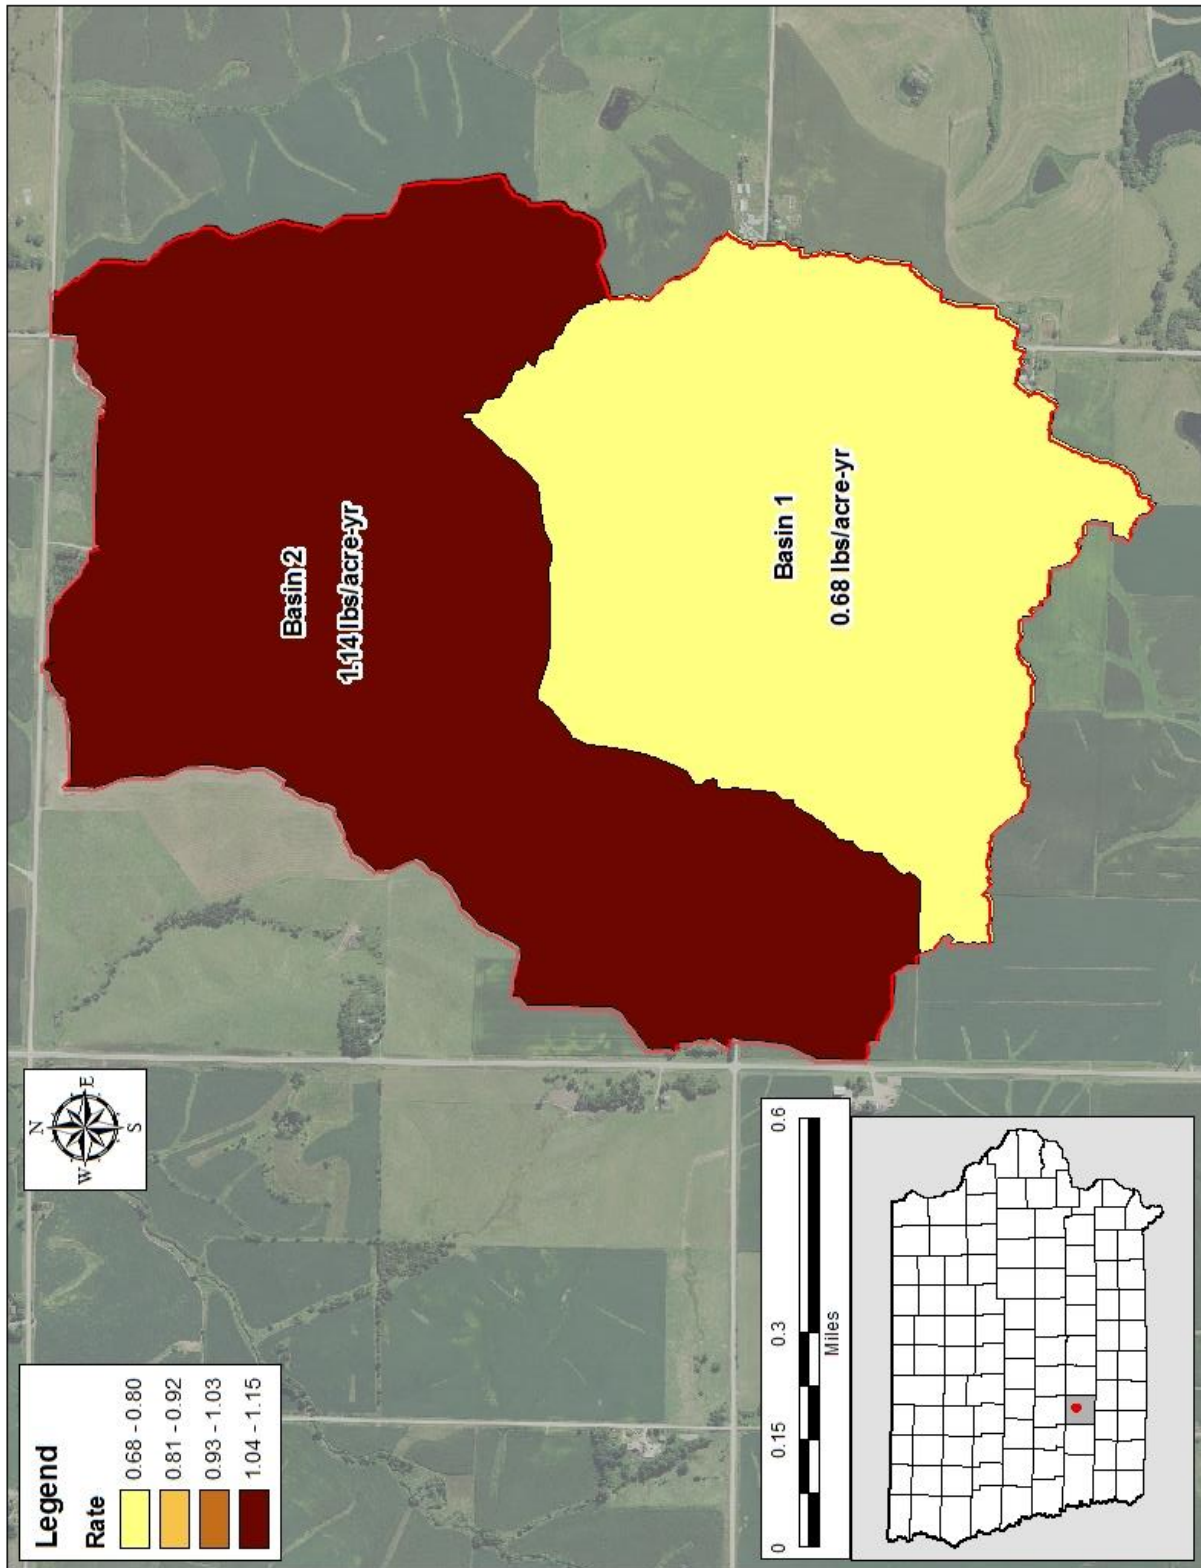 Legend
Rate
0.68 - 0.80
0.81 - 0.92
0.93 - 1.03
1.04 - 1.15
N
W
E
S
Basin 2
1.14 lbs/acre-yr
Basin 1
0.68 lbs/acre-yr
0 0.15 0.3 0.6
Miles